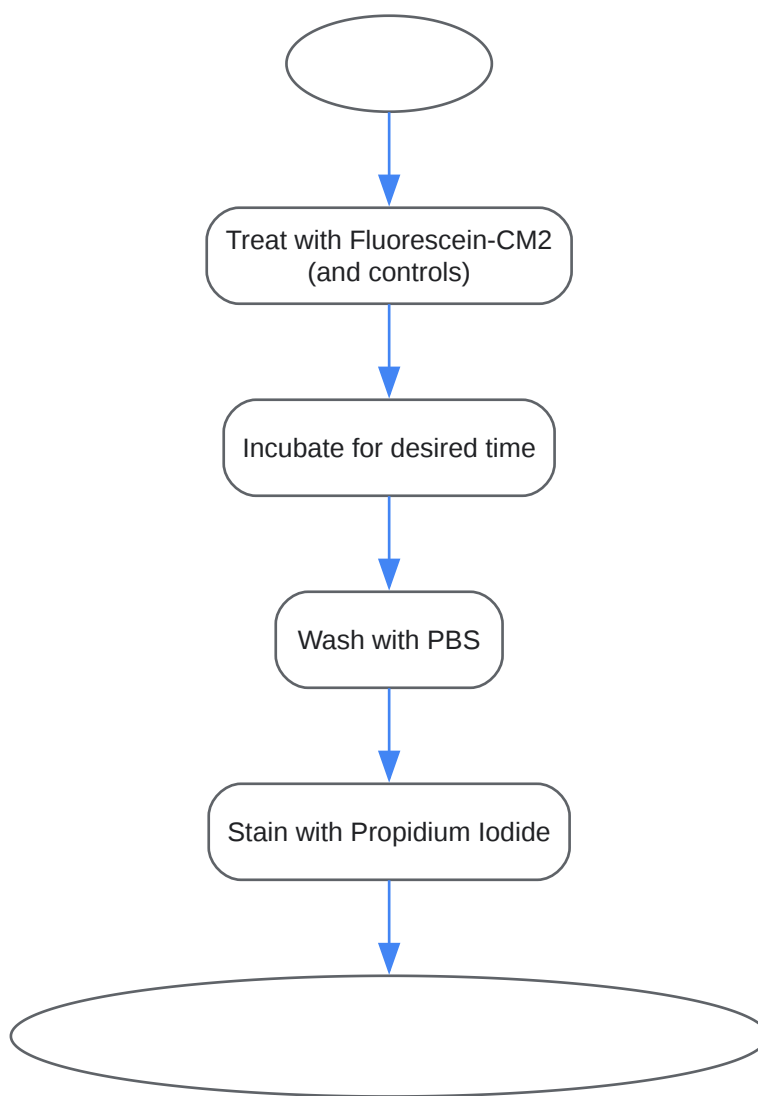 Treat with Fluorescein-CM2
(and controls)
Incubate for desired time
Wash with PBS
Stain with Propidium Iodide